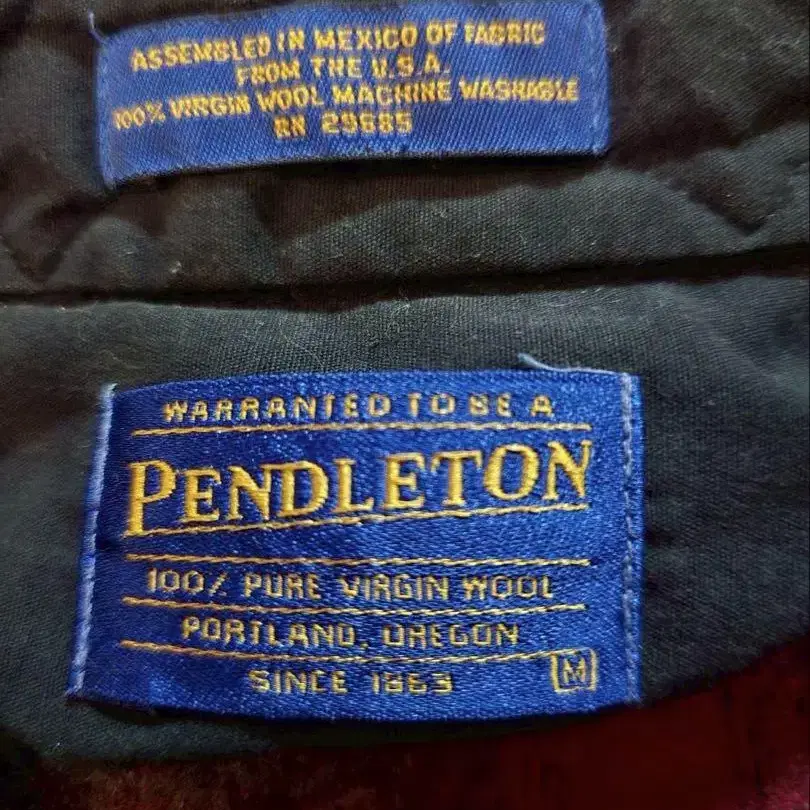 ASSEMBLED IN MEXICO OF FABRIC
FROM THE U.S.A.
100% VIRGIN WOOL MACHINE WASHABLE
RN 29685
WARRANTED TO BE A
PENDLETON
100% PURE VIRGIN WOOL
PORTLAND, OREGON
SINCE 1863
M